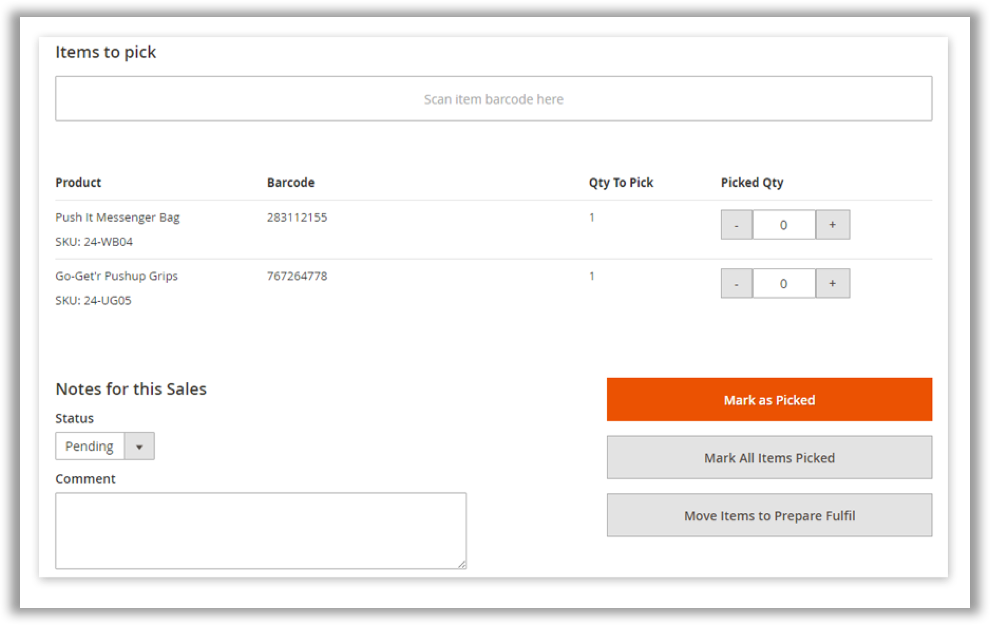 Items to pick
Scan item barcode here
Product Barcode Qty To Pick Picked Qty
Push It Messenger Bag 283112155 1 - 0 +
SKU: 24-WB04
Go-Get'r Pushup Grips 767264778 1 - 0 +
SKU: 24-UG05
Notes for this Sales
Status
Pending
Comment
Mark as Picked
Mark All Items Picked
Move Items to Prepare Fulfil